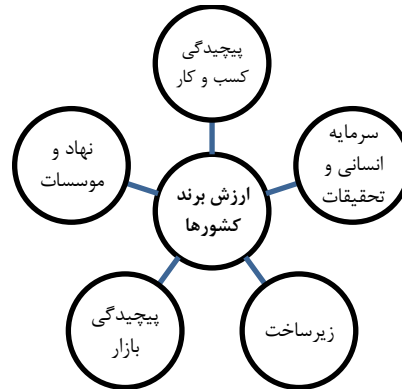 پیچیدگی
کسب و کار
سرمایه
انسانی و
تحقیقات
نهاد و
موسسات
ارزش برند
کشورها
پیچیدگی
بازار
زیرساخت